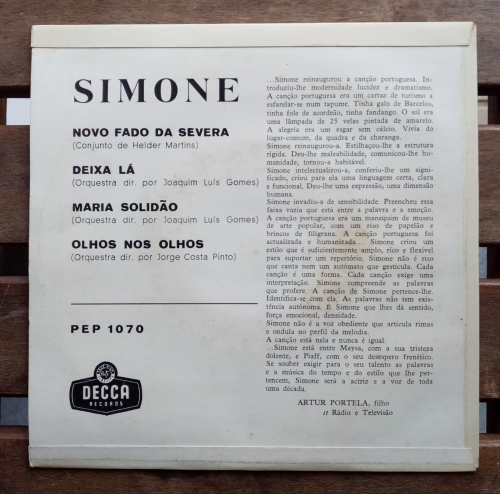 SIMONE
NOVO FADO DA SEVERA
(Conjunto de Helder Martins)
DEIXA LÁ
(Orquestra dir. por Joaquim Luís Gomes)
MARIA SOLIDÃO
(Orquestra dir. por Joaquim Luís Gomes)
OLHOS NOS OLHOS
(Orquestra dir. por Jorge Costa Pinto)
PEP 1070
DECCA
RECORDS
...Simone reinaugurou a canção portuguesa. In-
troduziu-lhe modernidade lucidez e dramatismo.
A canção portuguesa era um cartaz de turismo a
esfarelar-se num tapume. Tinha galo de Barcelos,
tinha fole de acordeão, tinha fandango. O sol era
uma lâmpada de 25 velas pintada de amarelo.
A alegria era um esgar sem cálcio. Vivia do
lugar-comum, da quadra e da charanga.
Simone reinaugurou-a. Estilhaçou-lhe a estrutura
rígida. Deu-lhe maleabilidade, comunicou-lhe hu-
manidade, tornou-a habitável.
Simone intelectualizou-a, conferiu-lhe um signi-
ficado, criou para ela uma linguagem certa, clara
e funcional. Deu-lhe uma expressão, uma dimensão
humana.
Simone invadiu-a de sensibilidade. Preencheu essa
faixa vazia que está entre a palavra e a emoção.
A canção portuguesa era um manequim de museu
de arte popular, com um riso de papelão e
brincos de filigrana. A canção portuguesa foi
actualizada e humanizada... Simone criou um
estilo que é suficientemente amplo, rico e flexível
para suportar um repertório. Simone não é riso
que canta nem um autómato que gesticula. Cada
canção é uma forma. Cada canção exige uma
interpretação. Simone compreende as palavras
que profere. A canção de Simone pertence-lhe.
Identifica-se com ela. As palavras não tem exis-
tência autónoma. É Simone que lhes dá sentido,
força emocional, densidade.
Simone não é a voz obediente que articula rimas
e ondula no perfil da melodia.
A canção está nela e nunca é igual.
...Simone está entre Maysa, com a sua tristeza
dolente, e Piaff, com o seu desespero frenético.
Se souber exigir para o seu talento as palavras
e a música do tempo e do estilo que lhe per-
tencem, Simone será a actriz e a voz de toda
uma década.
ARTUR PORTELA, filho
it Rádio e Televisão